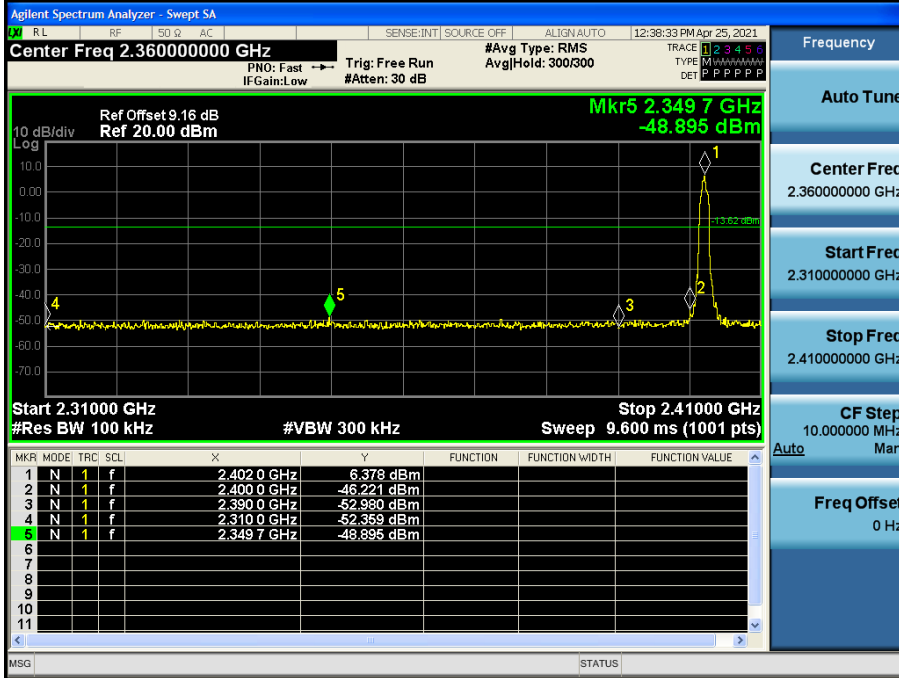 Agilent Spectrum Analyzer - Swept SA
LXI RL RF 50 Ω AC SENSE:INT SOURCE OFF ALIGN AUTO 12:38:33 PM Apr 25, 2021
Center Freq 2.360000000 GHz
PNO: Fast
IFGain:Low
Trig: Free Run
#Atten: 30 dB
#Avg Type: RMS
Avg|Hold: 300/300
TRACE 1 2 3 4 5 6
TYPE M WWWWW
DET P P P P P P
Mkr5 2.349 7 GHz
-48.895 dBm
Ref Offset 9.16 dB
10 dB/div Ref 20.00 dBm
Log
10.0
0.00
-10.0
-20.0
-30.0
-40.0
-50.0
-60.0
-70.0
1
-13.62 dBm
2
3
4
5
Start 2.31000 GHz Stop 2.41000 GHz
#Res BW 100 kHz #VBW 300 kHz Sweep 9.600 ms (1001 pts)
MKR MODE TRC SCL X Y FUNCTION FUNCTION WIDTH FUNCTION VALUE
1 N 1 f 2.402 0 GHz 6.378 dBm
2 N 1 f 2.400 0 GHz -46.221 dBm
3 N 1 f 2.390 0 GHz -52.980 dBm
4 N 1 f 2.310 0 GHz -52.359 dBm
5 N 1 f 2.349 7 GHz -48.895 dBm
6
7
8
9
10
11
MSG STATUS
Frequency
Auto Tune
Center Freq
2.360000000 GHz
Start Freq
2.310000000 GHz
Stop Freq
2.410000000 GHz
CF Step
10.000000 MHz
Auto Man
Freq Offset
0 Hz